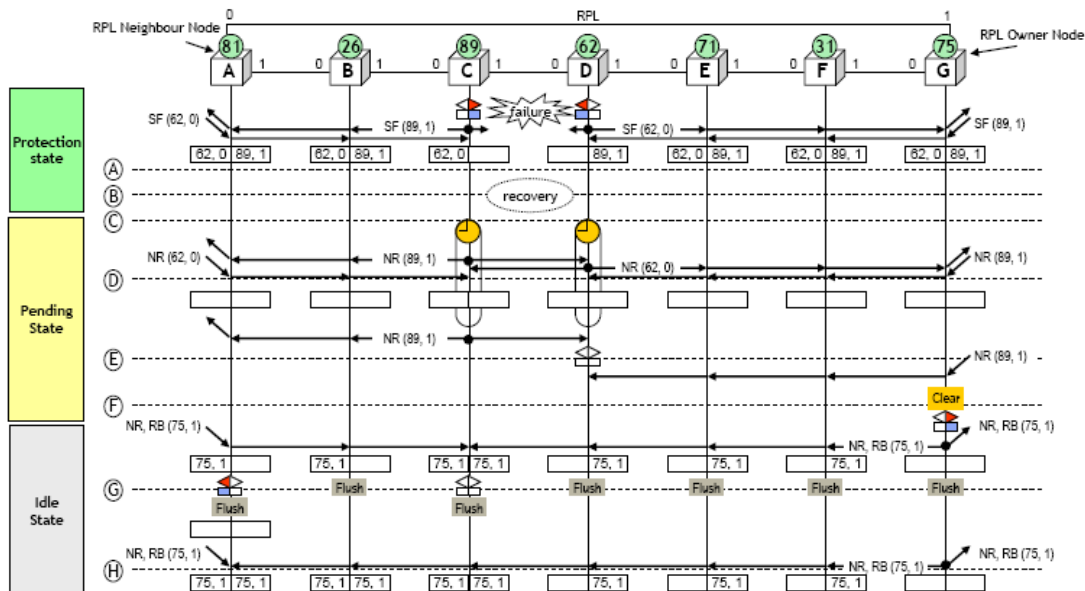 0 RPL 1
RPL Neighbour Node
RPL Owner Node
81 26 89 62 71 31 75
A 1 0 B 1 0 C 1 0 D 1 0 E 1 0 F 1 0 G
Protection state
failure
SF (62, 0) SF (89, 1) SF (62, 0) SF (89, 1)
62, 0 89, 1 62, 0 89, 1 62, 0 89, 1 62, 0 89, 1 62, 0 89, 1 62, 0 89, 1
A
B recovery
C
Pending State
NR (62, 0) NR (89, 1) NR (62, 0) NR (89, 1)
D
NR (89, 1)
E
NR (89, 1)
Clear
F
Idle State
NR, RB (75, 1) NR, RB (75, 1) NR, RB (75, 1)
75, 1 75, 1 75, 1 75, 1 75, 1 75, 1 75, 1
G Flush Flush Flush Flush Flush
Flush Flush
NR, RB (75, 1) NR, RB (75, 1) NR, RB (75, 1)
H
75, 1 75, 1 75, 1 75, 1 75, 1 75, 1 75, 1 75, 1 75, 1